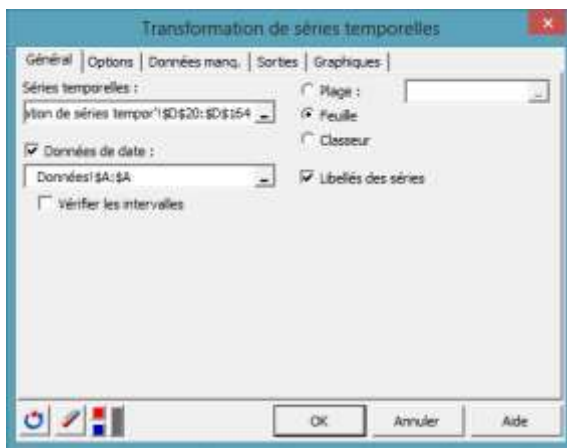 Transformation de séries temporelles
Général Options Données manq. Sorties Graphiques
Séries temporelles :
tion de séries tempor'!$D$20:$D$164
Plage :
Feuille
Classeur
Données de date :
Données!$A:$A
Libellés des séries
Vérifier les intervalles
OK Annuler Aide